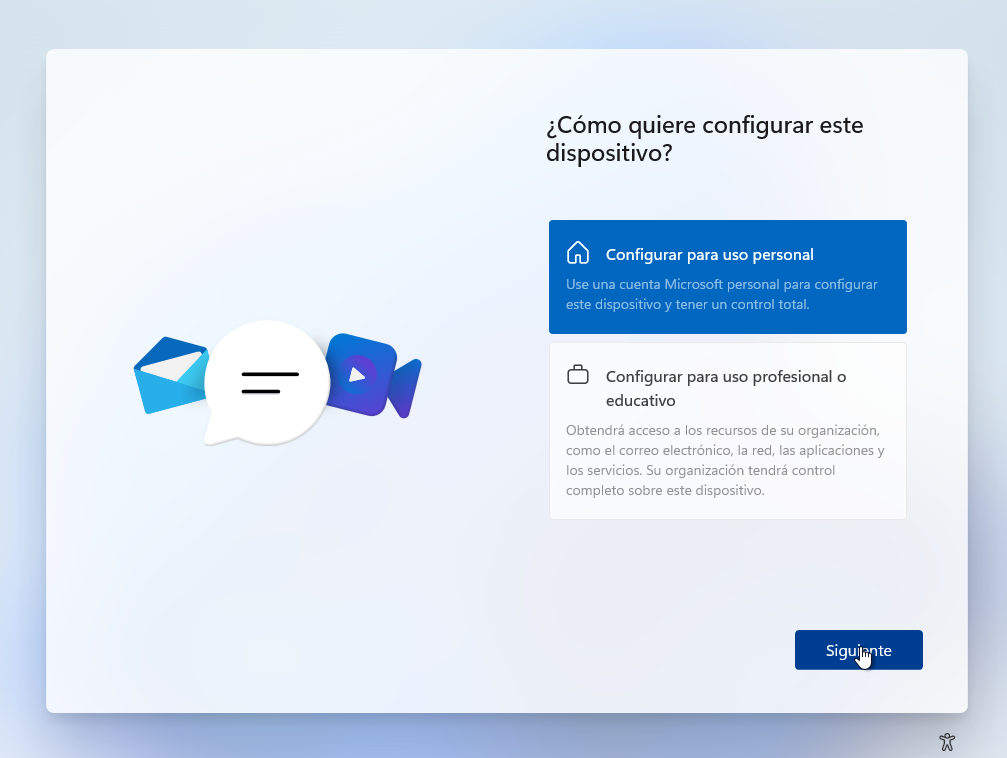 ¿Cómo quiere configurar este
dispositivo?
Configurar para uso personal
Use una cuenta Microsoft personal para configurar
este dispositivo y tener un control total.
Configurar para uso profesional o
educativo
Obtendrá acceso a los recursos de su organización,
como el correo electrónico, la red, las aplicaciones y
los servicios. Su organización tendrá control
completo sobre este dispositivo.
Siguiente